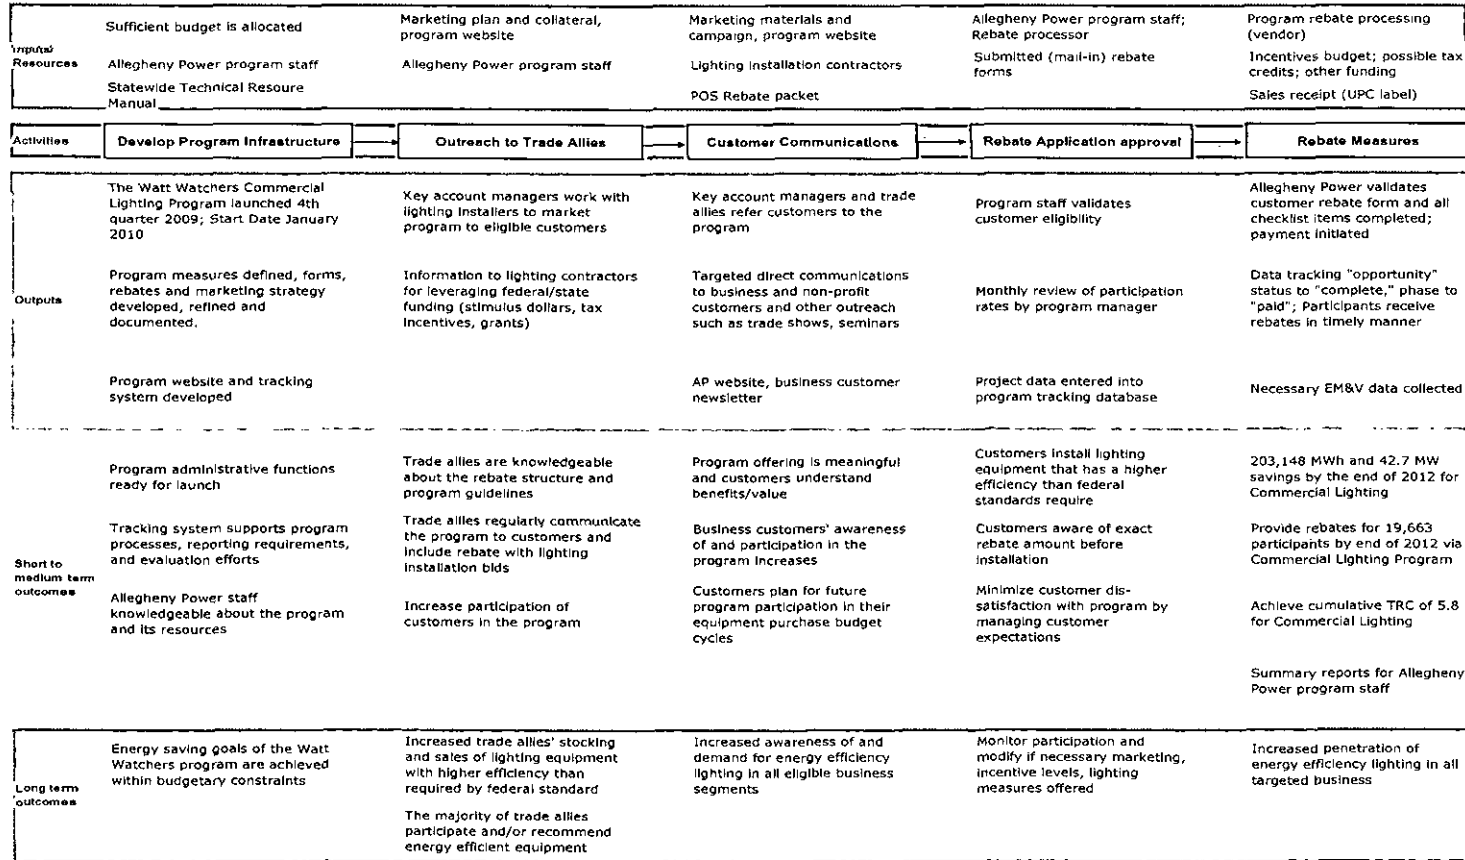 Inputs/
Resources
Sufficient budget is allocated
Allegheny Power program staff
Statewide Technical Resoure
Manual
Marketing plan and collateral,
program website
Allegheny Power program staff
Marketing materials and
campaign, program website
Lighting installation contractors
POS Rebate packet
Allegheny Power program staff;
Rebate processor
Submitted (mail-in) rebate
forms
Program rebate processing
(vendor)
Incentives budget; possible tax
credits; other funding
Sales receipt (UPC label)
Activities
Develop Program Infrastructure
Outreach to Trade Allies
Customer Communications
Rebate Application approval
Rebate Measures
Outputs
The Watt Watchers Commercial
Lighting Program launched 4th
quarter 2009; Start Date January
2010
Program measures defined, forms,
rebates and marketing strategy
developed, refined and
documented.
Program website and tracking
system developed
Key account managers work with
lighting installers to market
program to eligible customers
Information to lighting contractors
for leveraging federal/state
funding (stimulus dollars, tax
incentives, grants)
Key account managers and trade
allies refer customers to the
program
Targeted direct communications
to business and non-profit
customers and other outreach
such as trade shows, seminars
AP website, business customer
newsletter
Program staff validates
customer eligibility
Monthly review of participation
rates by program manager
Project data entered into
program tracking database
Allegheny Power validates
customer rebate form and all
checklist items completed;
payment initiated
Data tracking "opportunity"
status to "complete," phase to
"paid"; Participants receive
rebates in timely manner
Necessary EM&V data collected
Short to
medium term
outcomes
Program administrative functions
ready for launch
Tracking system supports program
processes, reporting requirements,
and evaluation efforts
Allegheny Power staff
knowledgeable about the program
and its resources
Trade allies are knowledgeable
about the rebate structure and
program guidelines
Trade allies regularly communicate
the program to customers and
include rebate with lighting
installation bids
Increase participation of
customers in the program
Program offering is meaningful
and customers understand
benefits/value
Business customers' awareness
of and participation in the
program increases
Customers plan for future
program participation in their
equipment purchase budget
cycles
Customers install lighting
equipment that has a higher
efficiency than federal
standards require
Customers aware of exact
rebate amount before
installation
Minimize customer dis-
satisfaction with program by
managing customer
expectations
203,148 MWh and 42.7 MW
savings by the end of 2012 for
Commercial Lighting
Provide rebates for 19,663
participants by end of 2012 via
Commercial Lighting Program
Achieve cumulative TRC of 5.8
for Commercial Lighting
Summary reports for Allegheny
Power program staff
Long term
outcomes
Energy saving goals of the Watt
Watchers program are achieved
within budgetary constraints
Increased trade allies' stocking
and sales of lighting equipment
with higher efficiency than
required by federal standard
The majority of trade allies
participate and/or recommend
energy efficient equipment
Increased awareness of and
demand for energy efficiency
lighting in all eligible business
segments
Monitor participation and
modify if necessary marketing,
incentive levels, lighting
measures offered
Increased penetration of
energy efficiency lighting in all
targeted business